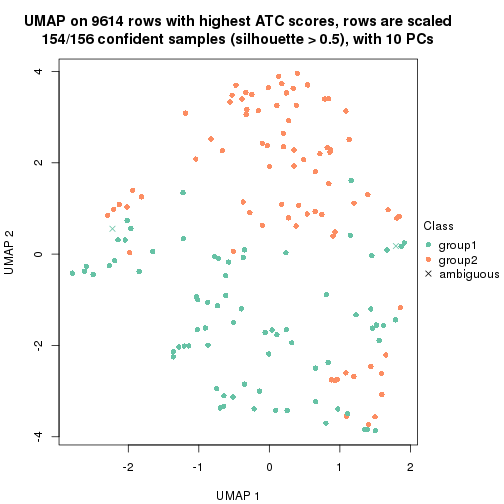 UMAP on 9614 rows with highest ATC scores, rows are scaled
154/156 confident samples (silhouette > 0.5), with 10 PCs
4
2
0
-2
-4
UMAP 2
-2
-1
0
1
2
UMAP 1
Class
group1
group2
ambiguous